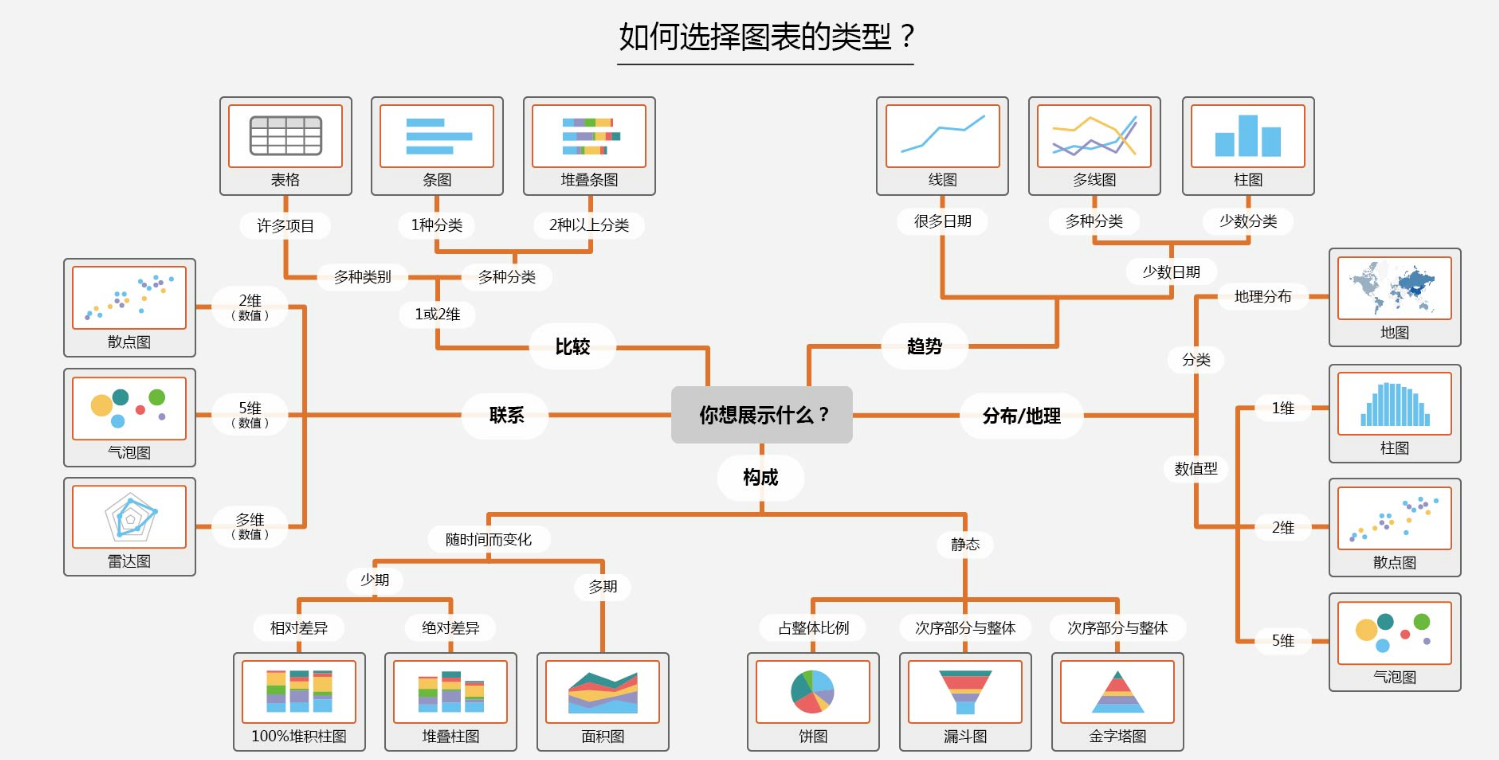 如何选择图表的类型？
表格
条图
堆叠条图
线图
多线图
柱图
许多项目
1种分类
2种以上分类
很多日期
多种分类
少数分类
多种类别
多种分类
少数日期
1或2维
比较
趋势
2维
（数值）
散点图
5维
（数值）
气泡图
多维
（数值）
雷达图
联系
你想展示什么？
分布/地理
地理分布
地图
分类
1维
柱图
数值型
2维
散点图
5维
气泡图
构成
随时间而变化
静态
少期
多期
相对差异
绝对差异
占整体比例
次序部分与整体
次序部分与整体
100%堆积柱图
堆叠柱图
面积图
饼图
漏斗图
金字塔图